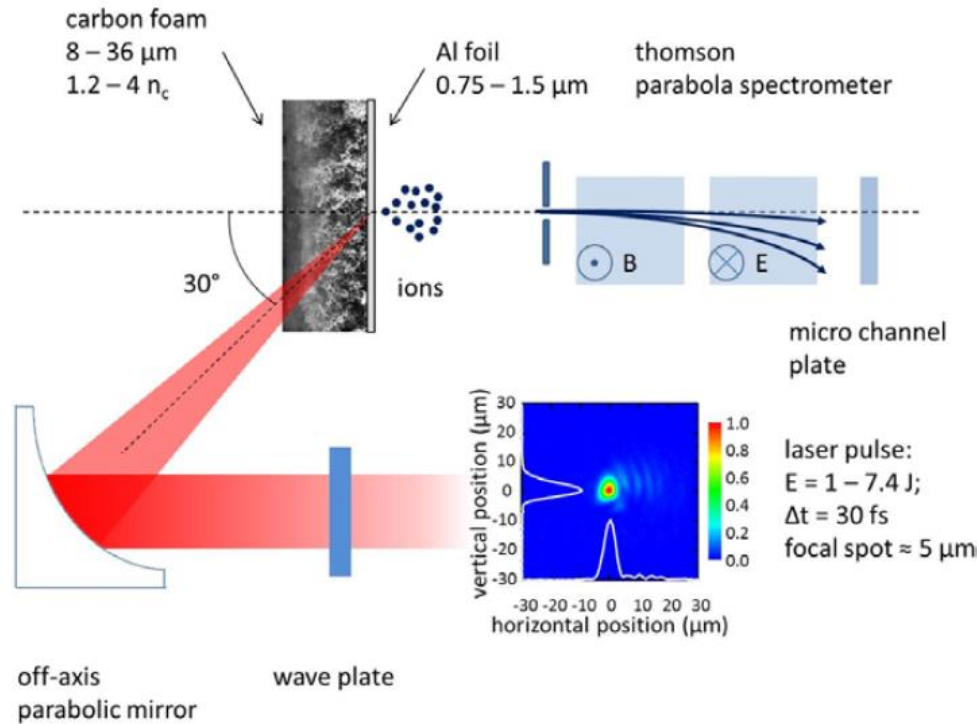 carbon foam
8 – 36 μm
1.2 – 4 n_c
Al foil
0.75 – 1.5 μm
thomson
parabola spectrometer
30°
ions
B
E
micro channel
plate
vertical position (μm)
30
20
10
0
-10
-20
-30
-30 -20 -10 0 10 20 30
horizontal position (μm)
1.0
0.8
0.6
0.4
0.2
0.0
laser pulse:
E = 1 – 7.4 J;
Δt = 30 fs
focal spot ≈ 5 μm
off-axis
parabolic mirror
wave plate